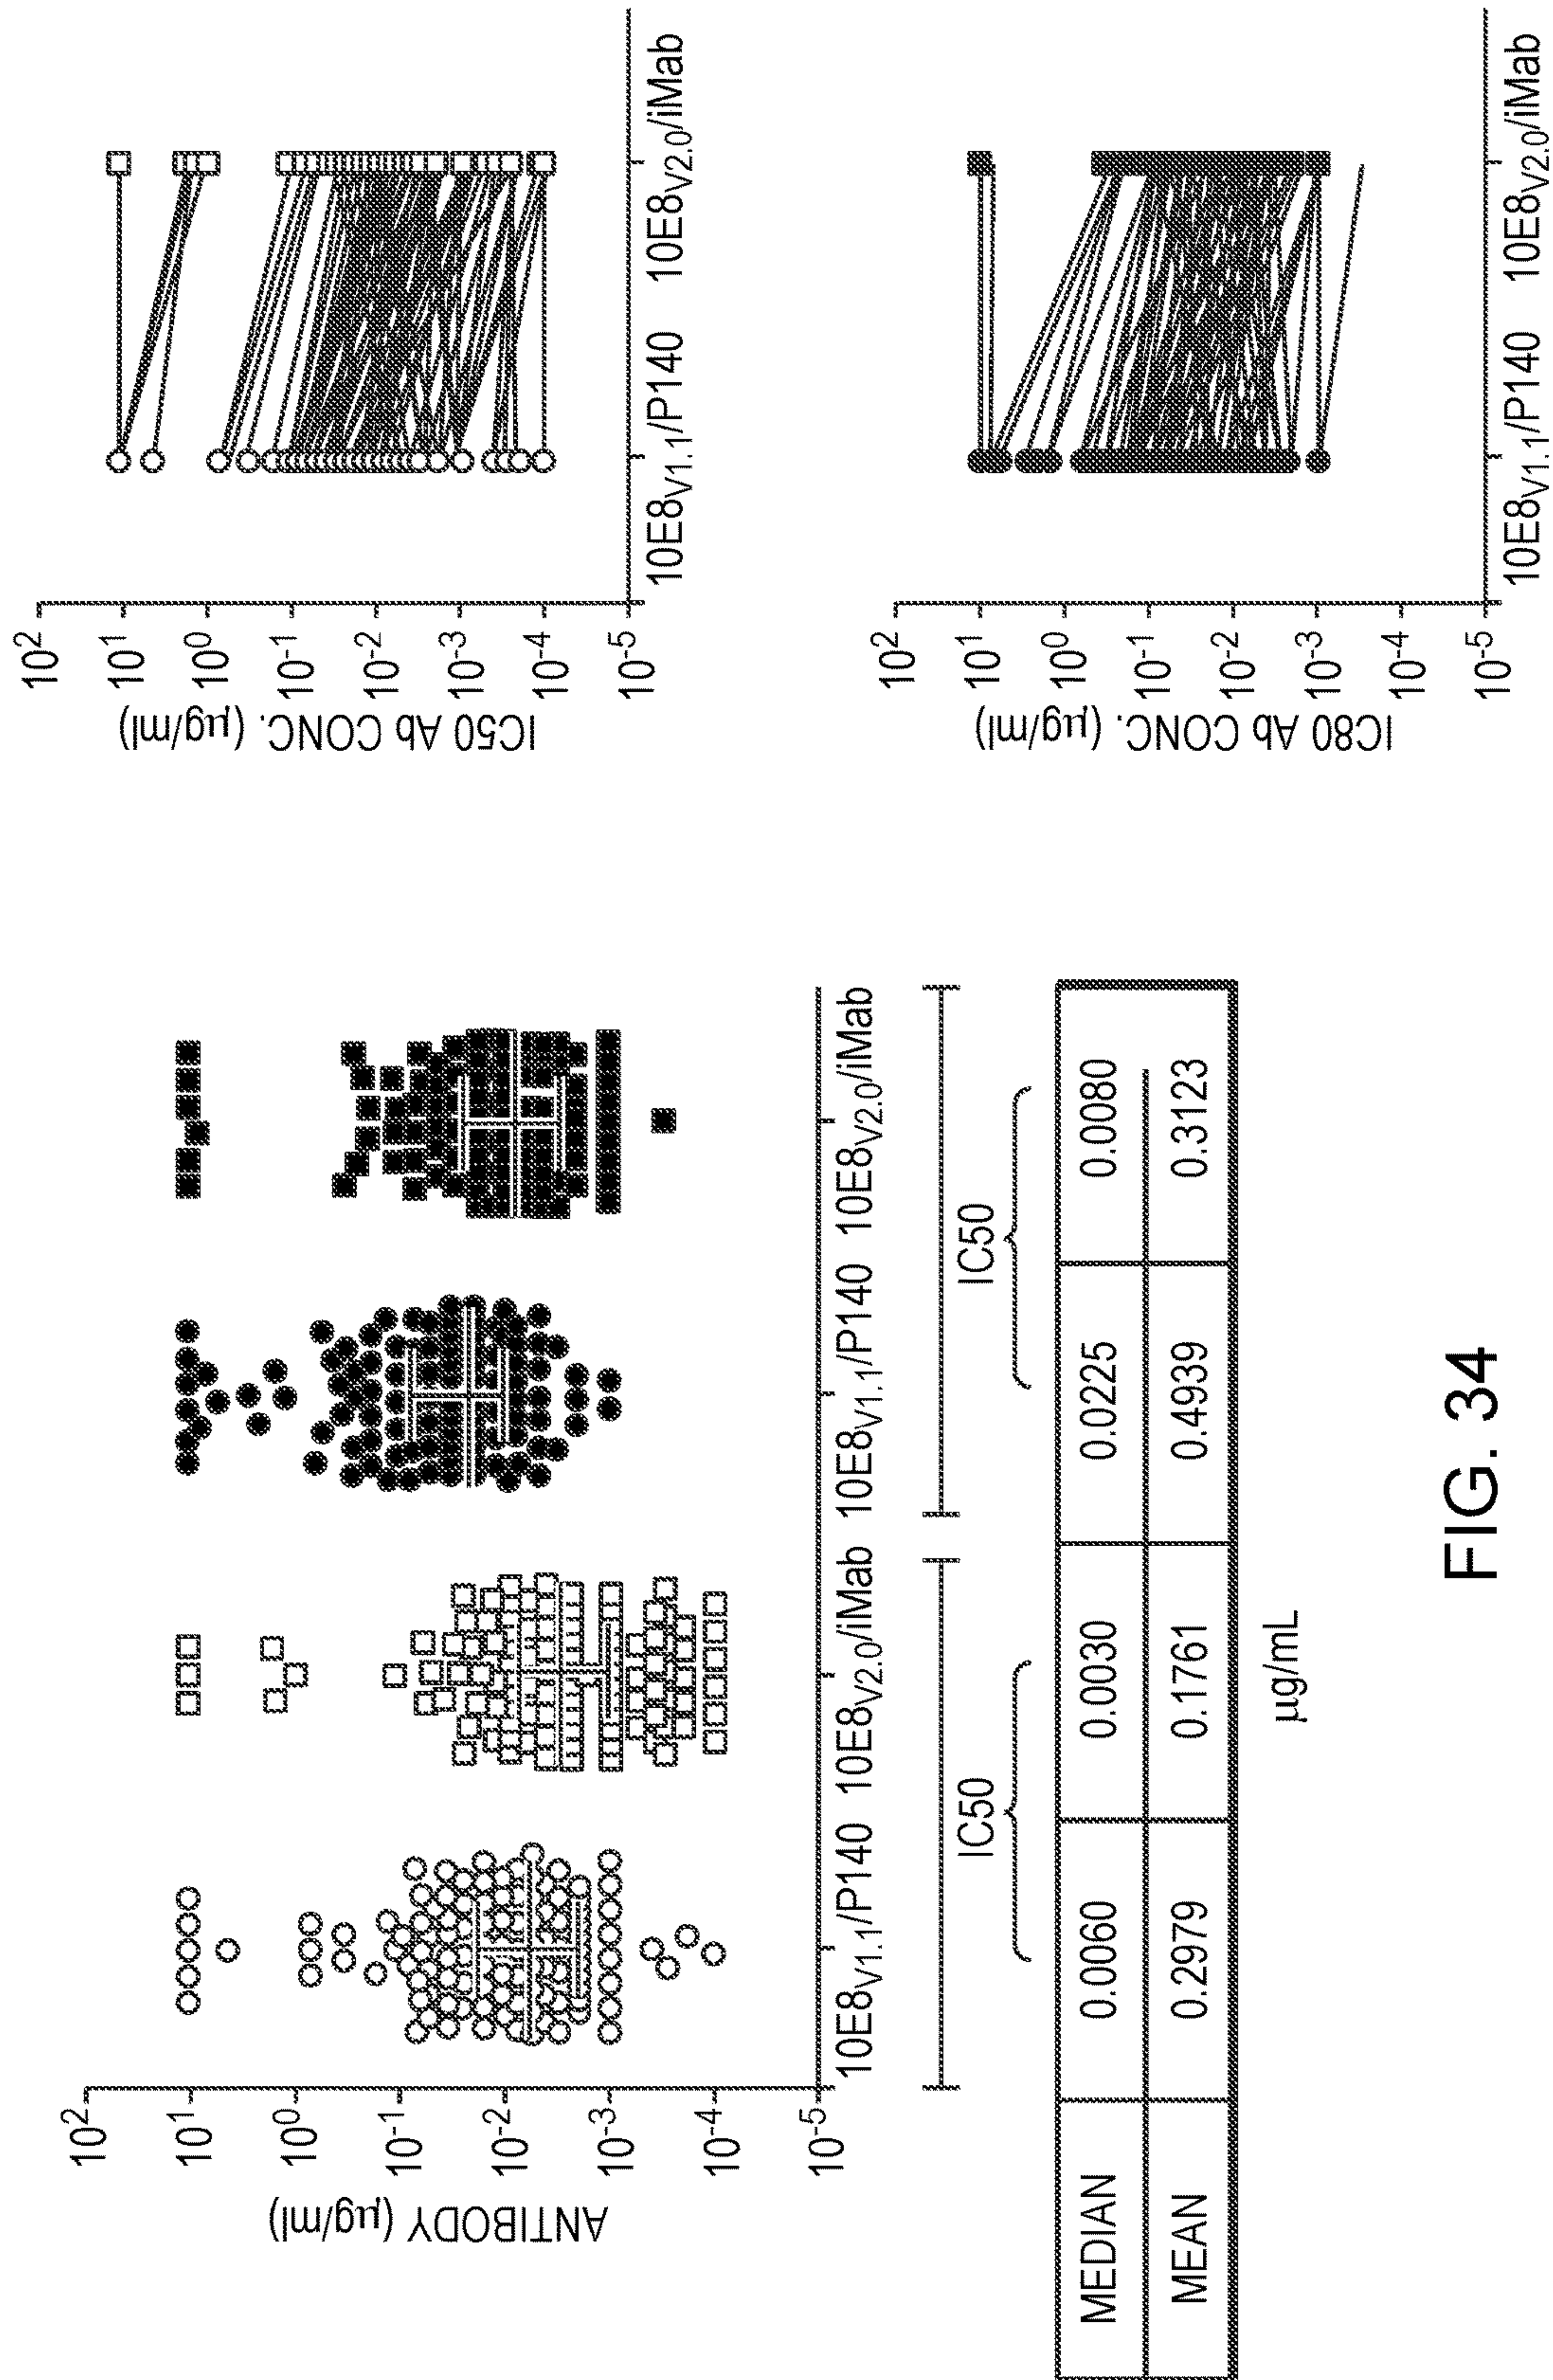 10²
10¹
10⁰
10⁻¹
10⁻²
10⁻³
10⁻⁴
10⁻⁵
ANTIBODY (µg/ml)
10E8V1.1/P140 10E8V2.0/iMab 10E8V1.1/P140 10E8V2.0/iMab
IC50 IC50
MEDIAN 0.0060 0.0030 0.0225 0.0080
MEAN 0.2979 0.1761 0.4939 0.3123
µg/mL
10²
10¹
10⁰
10⁻¹
10⁻²
10⁻³
10⁻⁴
10⁻⁵
IC50 Ab CONC. (µg/ml)
10E8V1.1/P140 10E8V2.0/iMab
10²
10¹
10⁰
10⁻¹
10⁻²
10⁻³
10⁻⁴
10⁻⁵
IC80 Ab CONC. (µg/ml)
10E8V1.1/P140 10E8V2.0/iMab
FIG. 34